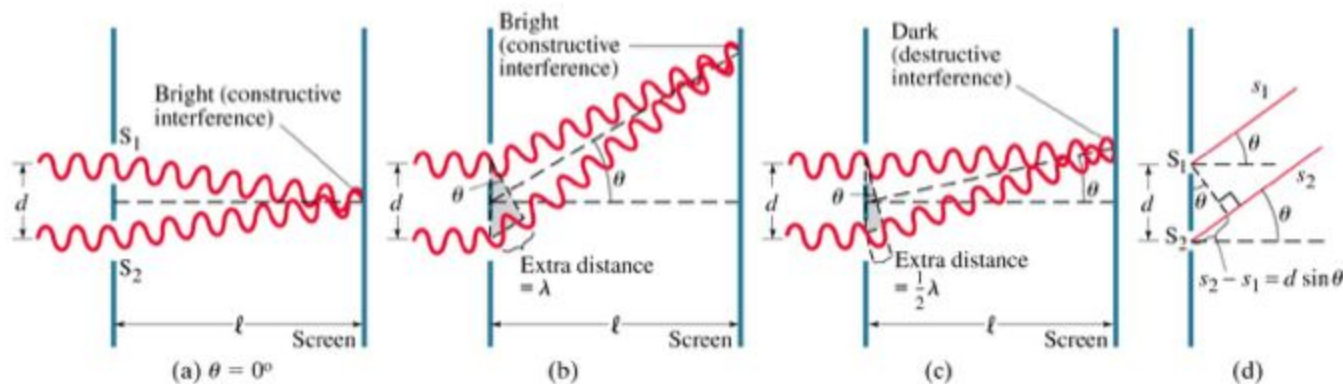 Bright (constructive
interference)
S₁
d
S₂
ℓ
Screen
(a) θ = 0°
Bright
(constructive
interference)
θ
θ
d
Extra distance
= λ
ℓ
Screen
(b)
Dark
(destructive
interference)
θ
θ
d
Extra distance
= ½λ
ℓ
Screen
(c)
s₁
θ
S₁
s₂
d
θ
θ
S₂
s₂ − s₁ = d sin θ
(d)